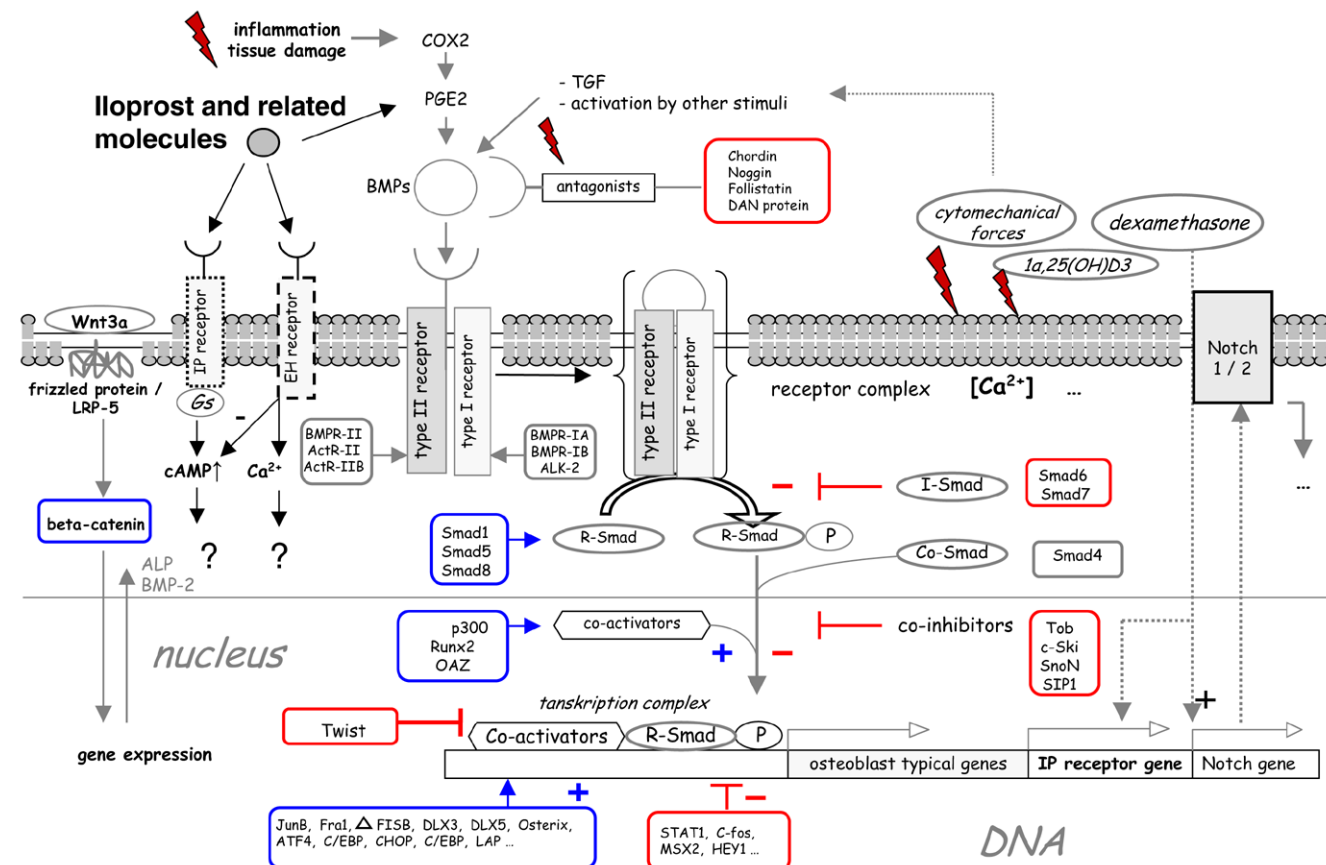 inflammation
tissue damage
COX2
Iloprost and related
molecules
PGE2
- TGF
- activation by other stimuli
BMPs
antagonists
Chordin
Noggin
Follistatin
DAN protein
cytomechanical
forces
dexamethasone
1a,25(OH)D3
Wnt3a
IP receptor
EH receptor
type II receptor
type I receptor
type II receptor
type I receptor
Notch
1 / 2
frizzled protein /
LRP-5
Gs
-
receptor complex
[Ca²⁺]
...
BMPR-II
ActR-II
ActR-IIB
BMPR-IA
BMPR-IB
ALK-2
cAMP↑
Ca²⁺
...
beta-catenin
?
?
Smad1
Smad5
Smad8
R-Smad
R-Smad
P
-
I-Smad
Smad6
Smad7
Co-Smad
Smad4
ALP
BMP-2
nucleus
p300
Runx2
OAZ
co-activators
+
-
co-inhibitors
Tob
c-Ski
SnoN
SIP1
tanskription complex
+
Twist
Co-activators
R-Smad
P
gene expression
osteoblast typical genes
IP receptor gene
Notch gene
+
-
JunB, Fra1, Δ FISB, DLX3, DLX5, Osterix,
ATF4, C/EBP, CHOP, C/EBP, LAP ...
STAT1, C-fos,
MSX2, HEY1 ...
DNA